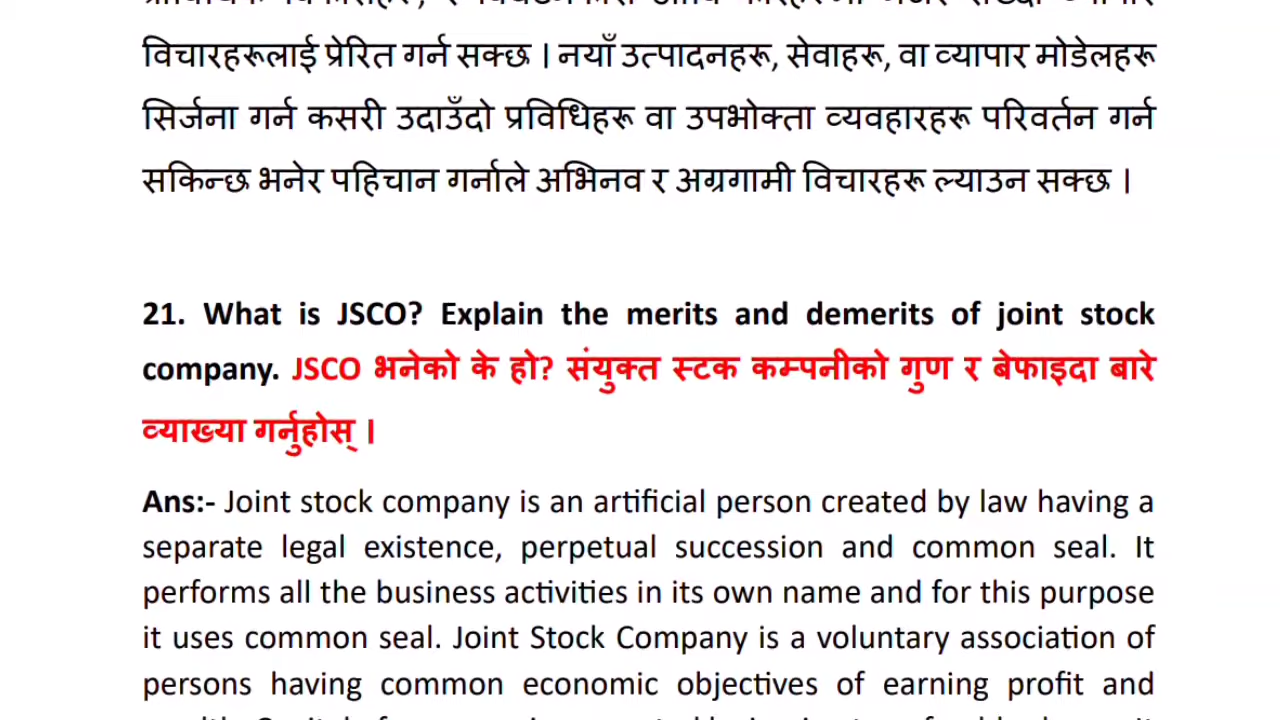 विचारहरूलाई प्रेरित गर्न सक्छ । नयाँ उत्पादनहरू, सेवाहरू, वा व्यापार मोडेलहरू
सिर्जना गर्न कसरी उदाउँदो प्रविधिहरू वा उपभोक्ता व्यवहारहरू परिवर्तन गर्न
सकिन्छ भनेर पहिचान गर्नाले अभिनव र अग्रगामी विचारहरू ल्याउन सक्छ ।
21. What is JSCO? Explain the merits and demerits of joint stock
company. JSCO भनेको के हो? संयुक्त स्टक कम्पनीको गुण र बेफाइदा बारे
व्याख्या गर्नुहोस् ।
Ans:- Joint stock company is an artificial person created by law having a
separate legal existence, perpetual succession and common seal. It
performs all the business activities in its own name and for this purpose
it uses common seal. Joint Stock Company is a voluntary association of
persons having common economic objectives of earning profit and